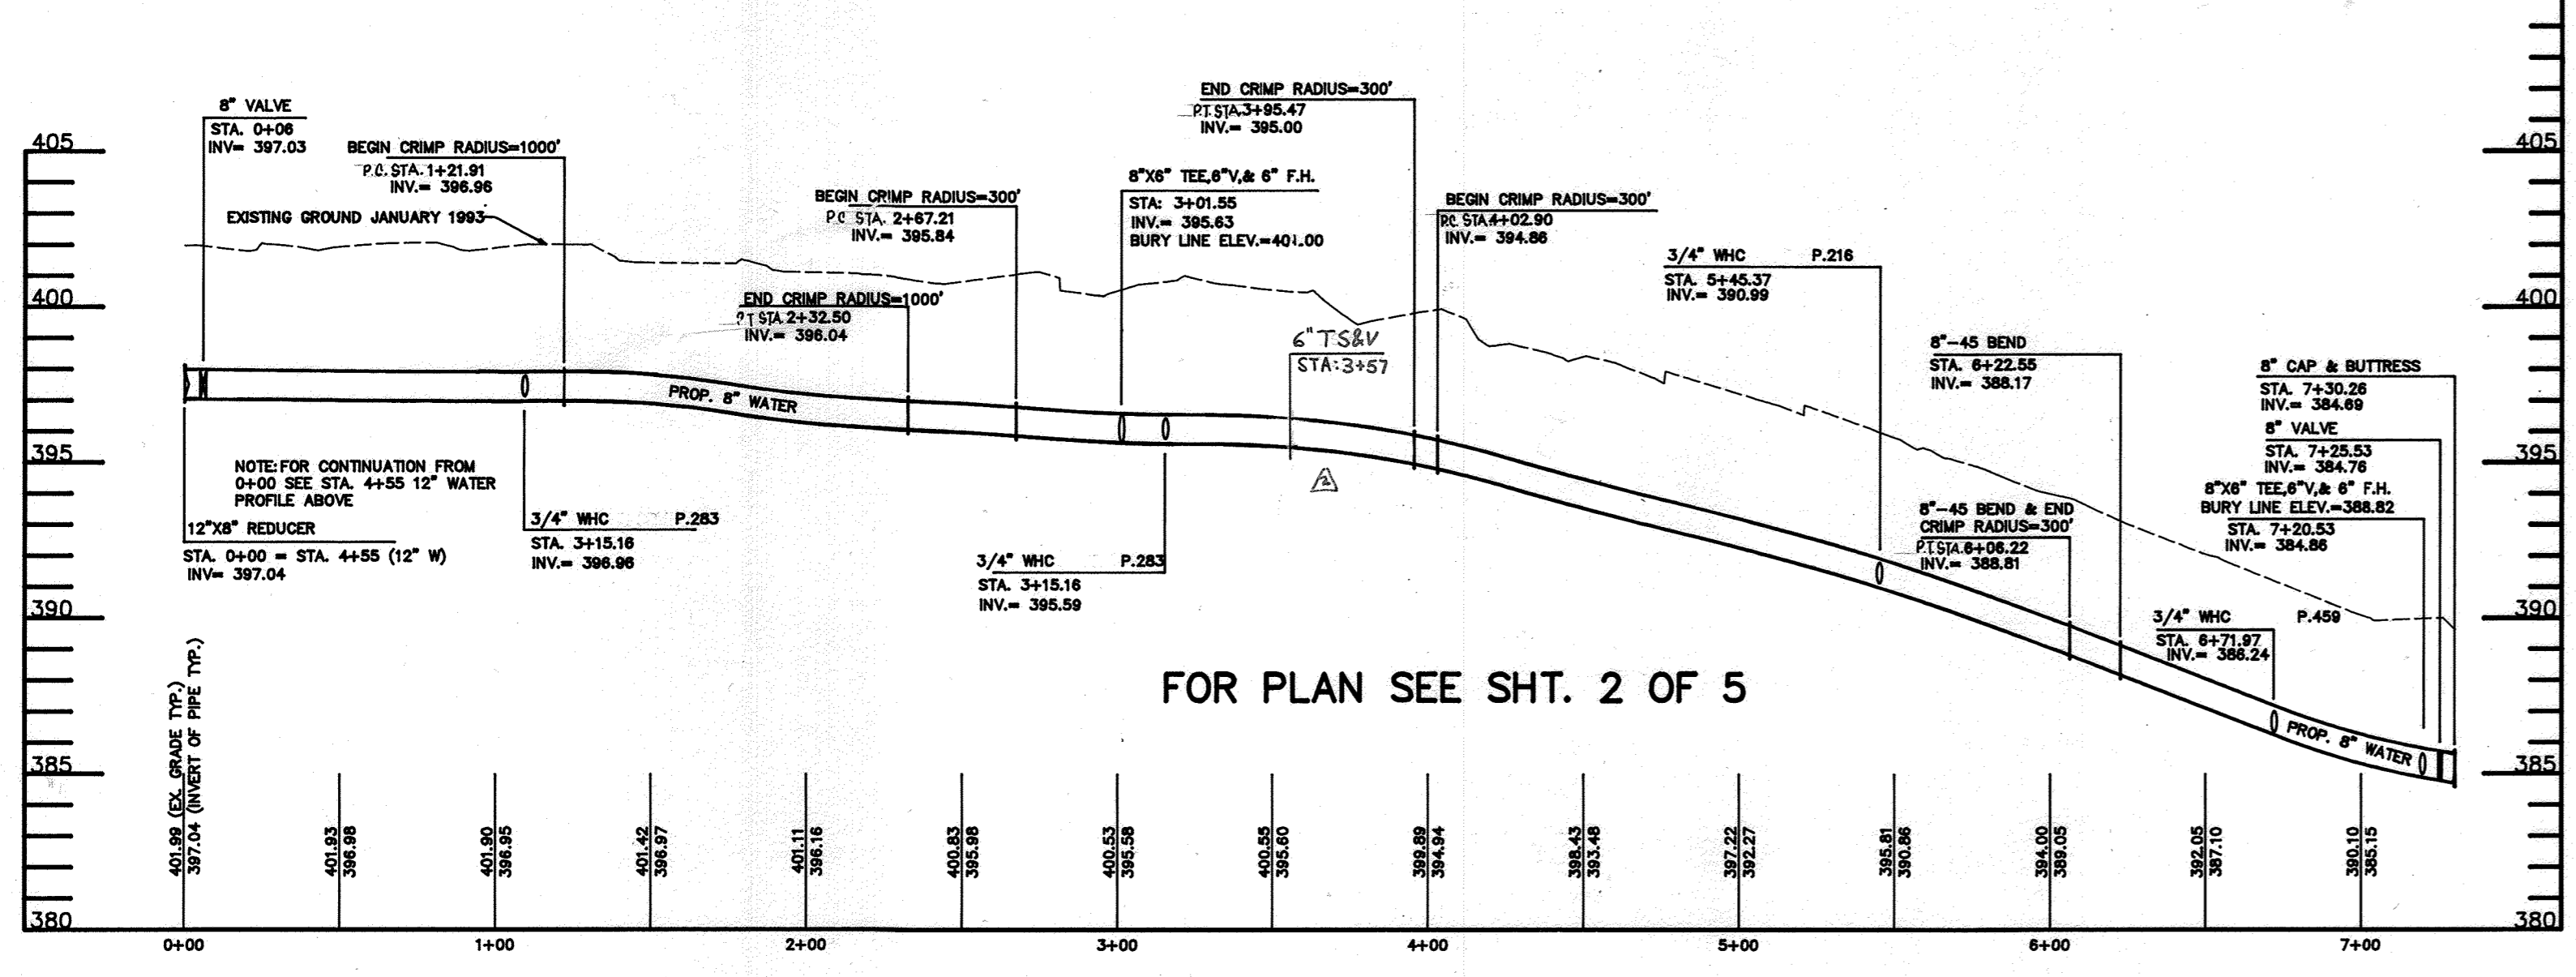 8" VALVE
STA. 0+06
INV= 397.03
BEGIN CRIMP RADIUS=1000'
P.C. STA. 1+21.91
INV.= 396.96
EXISTING GROUND JANUARY 1993
BEGIN CRIMP RADIUS=300'
P.C STA. 2+67.21
INV.= 395.84
END CRIMP RADIUS=1000'
P.T STA. 2+32.50
INV.= 396.04
END CRIMP RADIUS=300'
P.T. STA. 3+95.47
INV.= 395.00
8"X6" TEE,6"V,& 6" F.H.
STA: 3+01.55
INV.= 395.63
BURY LINE ELEV.=401.00
BEGIN CRIMP RADIUS=300'
P.C. STA 4+02.90
INV.= 394.86
6" TS&V
STA:3+57
2
3/4" WHC P.216
STA. 5+45.37
INV.= 390.99
8"-45 BEND
STA. 6+22.55
INV.= 388.17
8" CAP & BUTTRESS
STA. 7+30.26
INV.= 384.69
8" VALVE
STA. 7+25.53
INV.= 384.76
8"X6" TEE,6"V,& 6" F.H.
BURY LINE ELEV.=388.82
STA. 7+20.53
INV.= 384.86
8"-45 BEND & END
CRIMP RADIUS=300'
P.T. STA. 6+06.22
INV.= 388.81
3/4" WHC P.459
STA. 6+71.97
INV.= 386.24
PROP. 8" WATER
PROP. 8" WATER
NOTE: FOR CONTINUATION FROM
0+00 SEE STA. 4+55 12" WATER
PROFILE ABOVE
12"X8" REDUCER
STA. 0+00 = STA. 4+55 (12" W)
INV= 397.04
3/4" WHC P.283
STA. 3+15.16
INV.= 396.96
3/4" WHC P.283
STA. 3+15.16
INV.= 395.59
FOR PLAN SEE SHT. 2 OF 5
405
400
395
390
385
380
405
400
395
390
385
380
401.99 (EX. GRADE TYP.)
397.04 (INVERT OF PIPE TYP.)
401.93
396.98
401.90
396.95
401.42
396.97
401.11
396.16
400.83
395.98
400.53
395.58
400.55
395.60
399.89
394.94
398.43
393.48
397.22
392.27
395.81
390.86
394.00
389.05
392.05
387.10
390.10
385.15
0+00 1+00 2+00 3+00 4+00 5+00 6+00 7+00